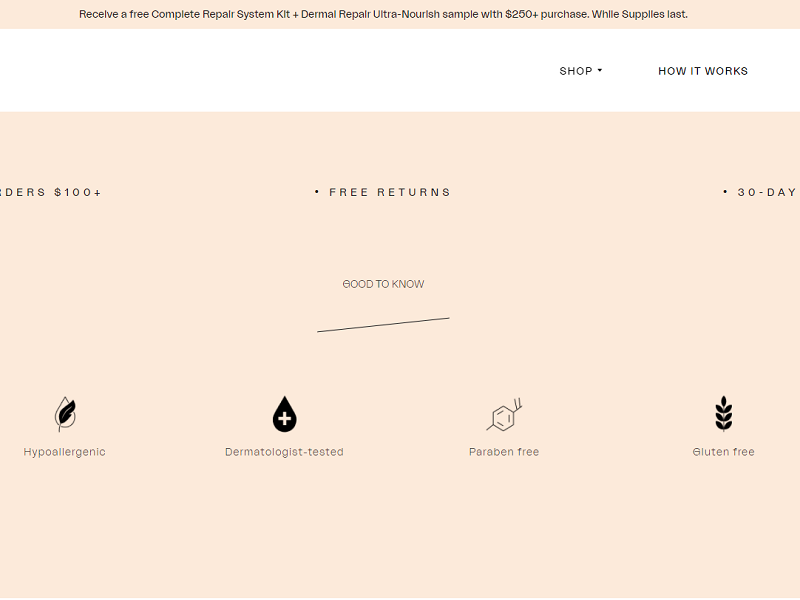 Receive a free Complete Repair System Kit + Dermal Repair Ultra-Nourish sample with $250+ purchase. While Supplies last.
SHOP
HOW IT WORKS
RDERS $100+ • FREE RETURNS • 30-DAY
GOOD TO KNOW
Hypoallergenic Dermatologist-tested Paraben free Gluten free